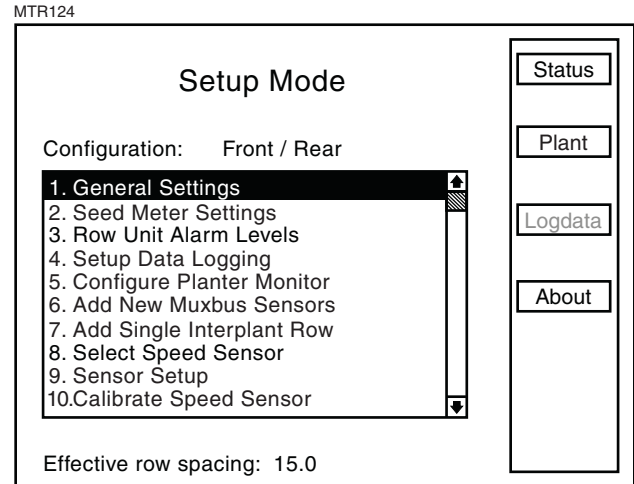 MTR124
Setup Mode
Configuration: Front / Rear
1. General Settings
2. Seed Meter Settings
3. Row Unit Alarm Levels
4. Setup Data Logging
5. Configure Planter Monitor
6. Add New Muxbus Sensors
7. Add Single Interplant Row
8. Select Speed Sensor
9. Sensor Setup
10.Calibrate Speed Sensor
Effective row spacing: 15.0
Status
Plant
Logdata
About